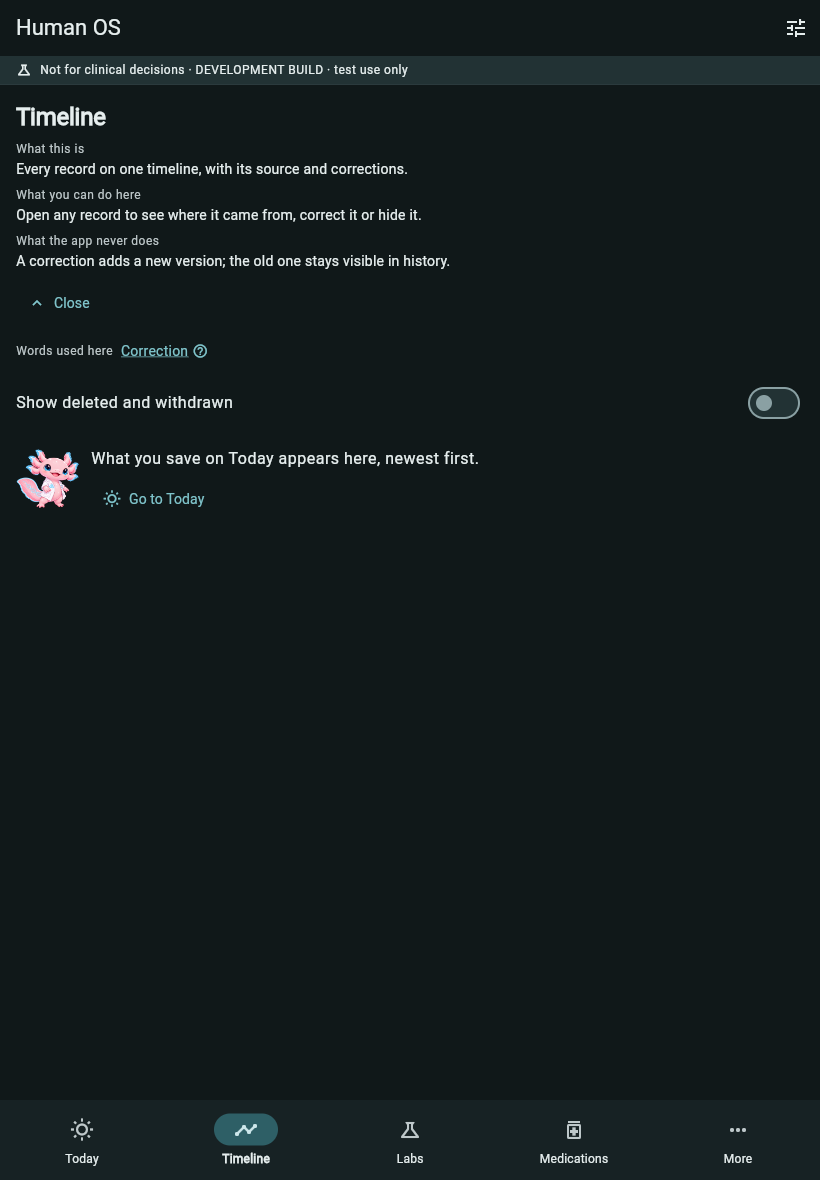 Human OS
Not for clinical decisions · DEVELOPMENT BUILD · test use only
Timeline
What this is
Every record on one timeline, with its source and corrections.
What you can do here
Open any record to see where it came from, correct it or hide it.
What the app never does
A correction adds a new version; the old one stays visible in history.
Close
Words used here Correction
Show deleted and withdrawn
What you save on Today appears here, newest first.
Go to Today
Today Timeline Labs Medications More